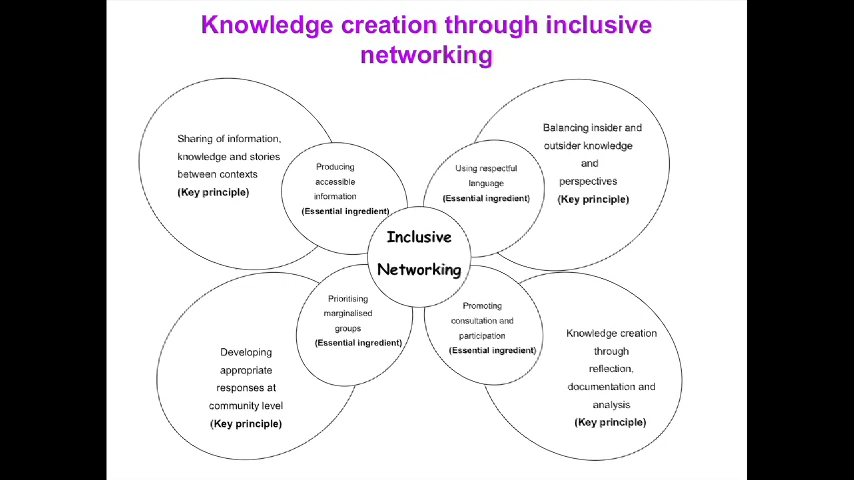 Knowledge creation through inclusive
networking
Sharing of information,
knowledge and stories
between contexts
(Key principle)
Producing
accessible
information
(Essential ingredient)
Using respectful
language
(Essential ingredient)
Balancing insider and
outsider knowledge
and
perspectives
(Key principle)
Inclusive
Networking
Developing
appropriate
responses at
community level
(Key principle)
Prioritising
marginalised
groups
(Essential ingredient)
Promoting
consultation and
participation
(Essential ingredient)
Knowledge creation
through
reflection,
documentation and
analysis
(Key principle)